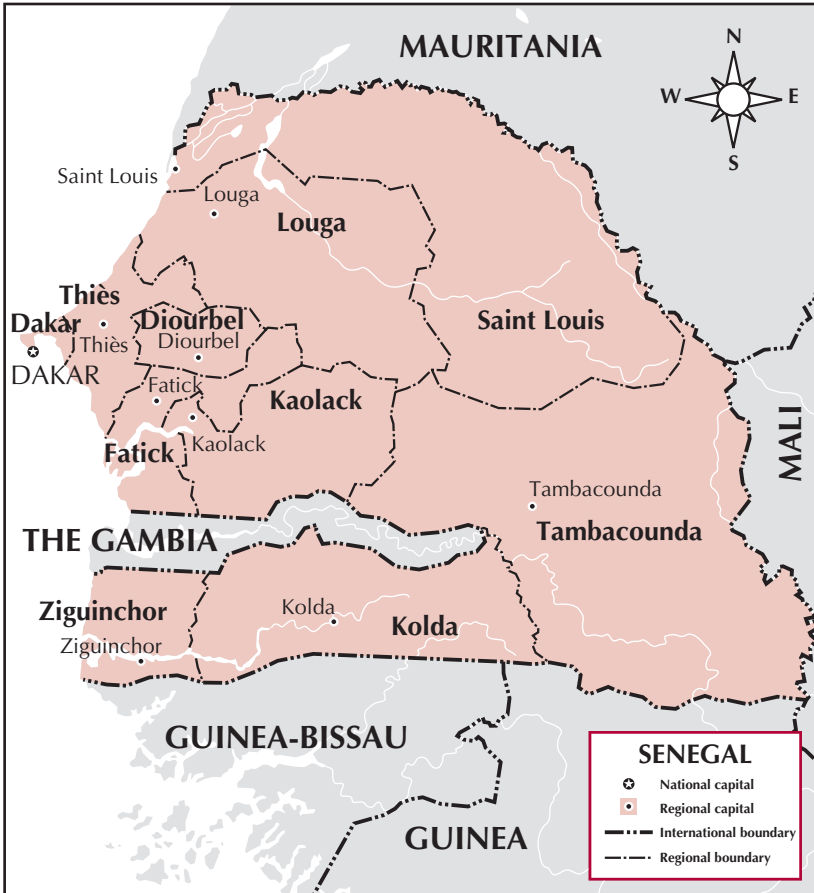 MAURITANIA
N
W
E
S
Saint Louis
Louga
Louga
Thiès
Dakar
Diourbel
Saint Louis
Thiès
Diourbel
DAKAR
Fatick
Kaolack
Kaolack
Fatick
MALI
Tambacounda
Tambacounda
THE GAMBIA
Ziguinchor
Kolda
Kolda
Ziguinchor
GUINEA-BISSAU
GUINEA
SENEGAL
National capital
Regional capital
International boundary
Regional boundary